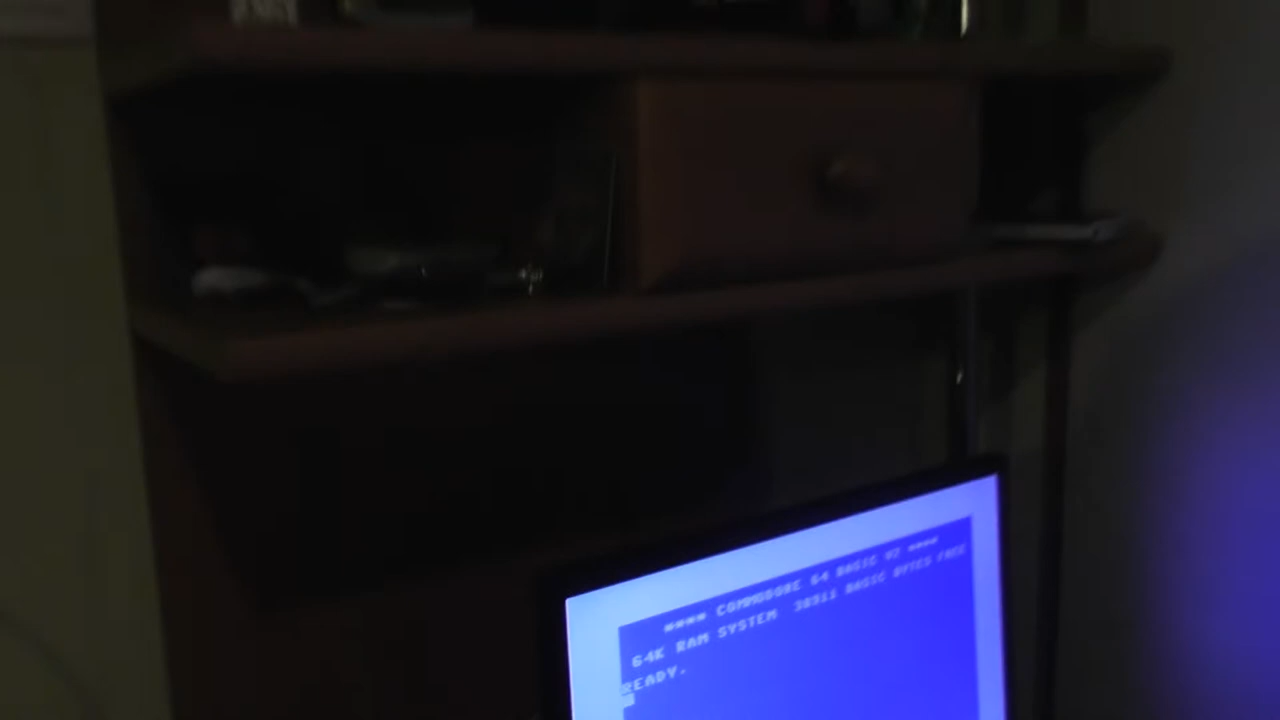 **** COMMODORE 64 BASIC V2 ****
64K RAM SYSTEM  38911 BASIC BYTES FREE
READY.